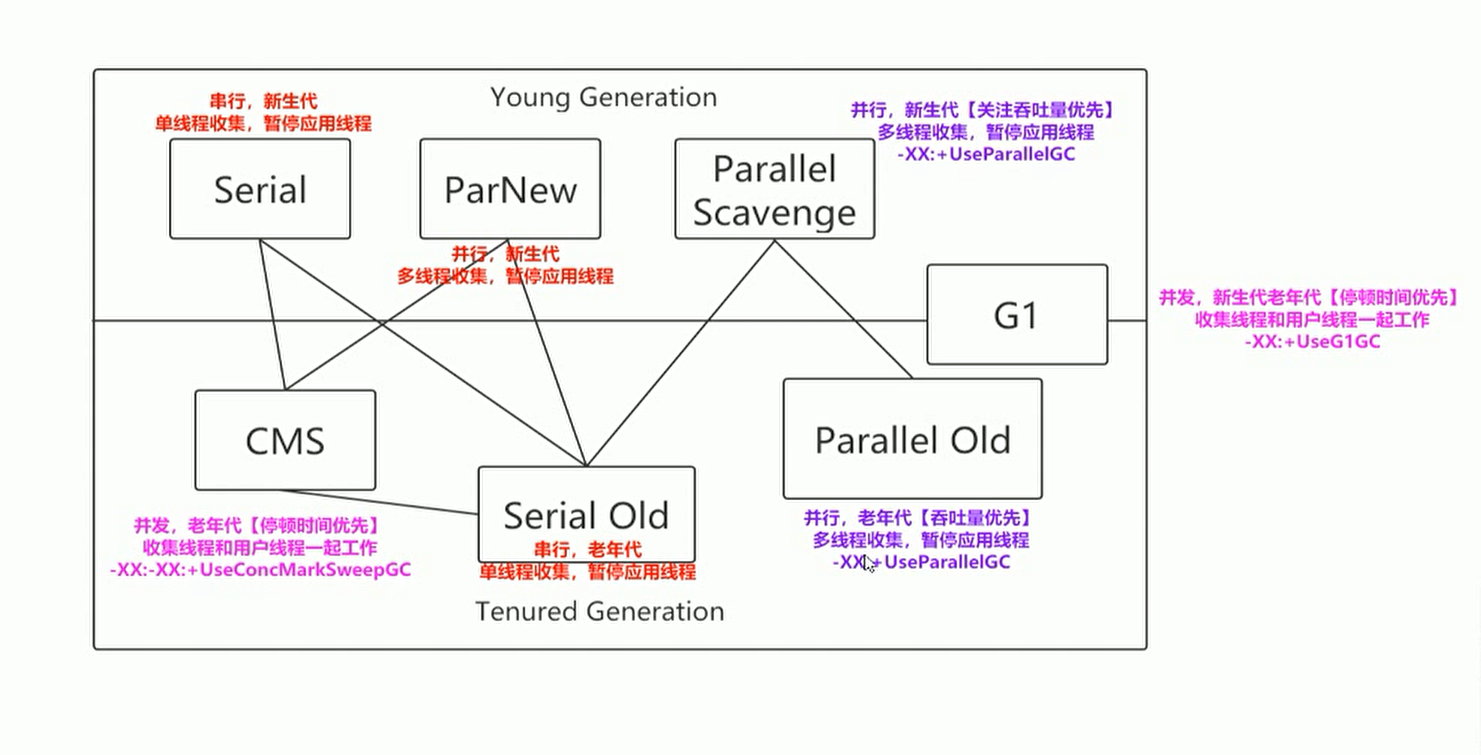 Young Generation
串行，新生代
单线程收集，暂停应用线程
Serial
ParNew
并行，新生代
多线程收集，暂停应用线程
Parallel
Scavenge
并行，新生代【关注吞吐量优先】
多线程收集，暂停应用线程
-XX:+UseParallelGC
G1
并发，新生代老年代【停顿时间优先】
收集线程和用户线程一起工作
-XX:+UseG1GC
CMS
并发，老年代【停顿时间优先】
收集线程和用户线程一起工作
-XX:-XX:+UseConcMarkSweepGC
Serial Old
串行，老年代
单线程收集，暂停应用线程
Parallel Old
并行，老年代【吞吐量优先】
多线程收集，暂停应用线程
-XX:+UseParallelGC
Tenured Generation